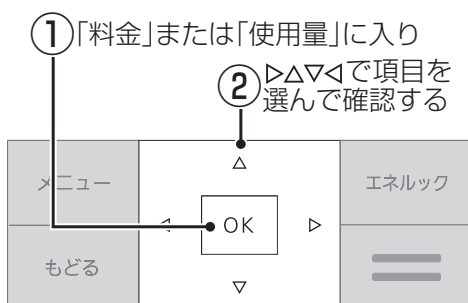 ①「料金」または「使用量」に入り
②▷△▽◁で項目を
選んで確認する
メニュー
△
エネルック
◁
OK
▷
もどる
▽